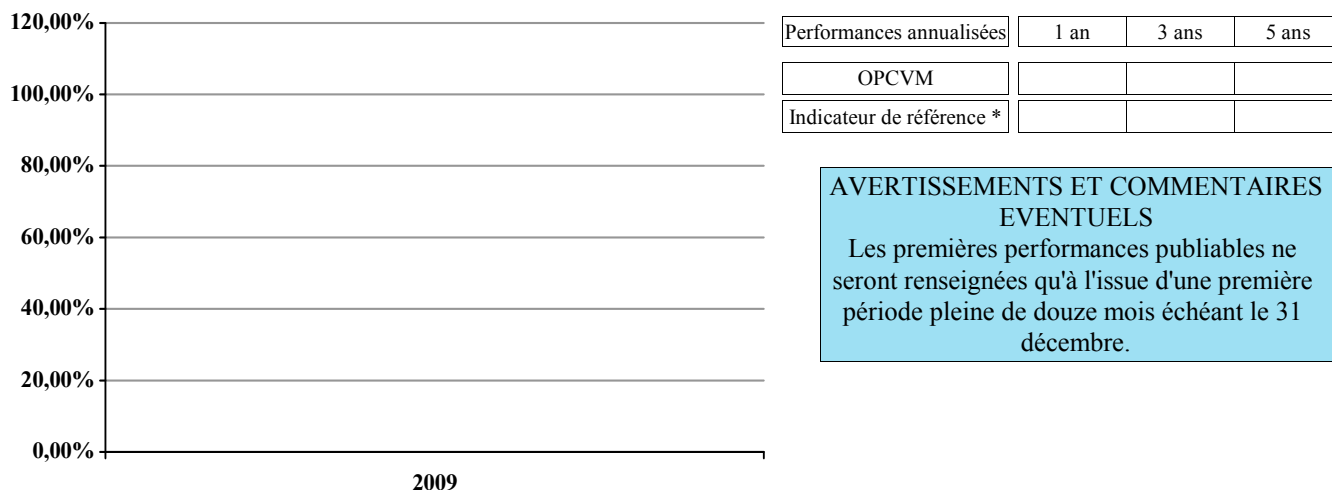 120,00%
100,00%
80,00%
60,00%
40,00%
20,00%
0,00%
2009
Performances annualisées 1 an 3 ans 5 ans
OPCVM
Indicateur de référence *
AVERTISSEMENTS ET COMMENTAIRES
EVENTUELS
Les premières performances publiables ne
seront renseignées qu'à l'issue d'une première
période pleine de douze mois échéant le 31
décembre.